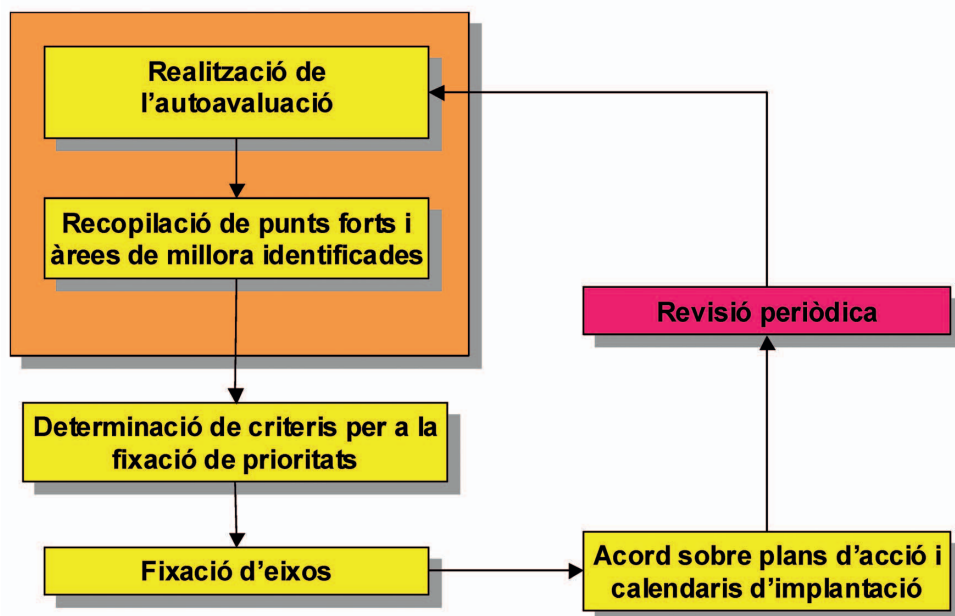 Realització de
l’autoavaluació
Recopilació de punts forts i
àrees de millora identificades
Revisió periòdica
Determinació de criteris per a la
fixació de prioritats
Fixació d’eixos
Acord sobre plans d’acció i
calendaris d’implantació